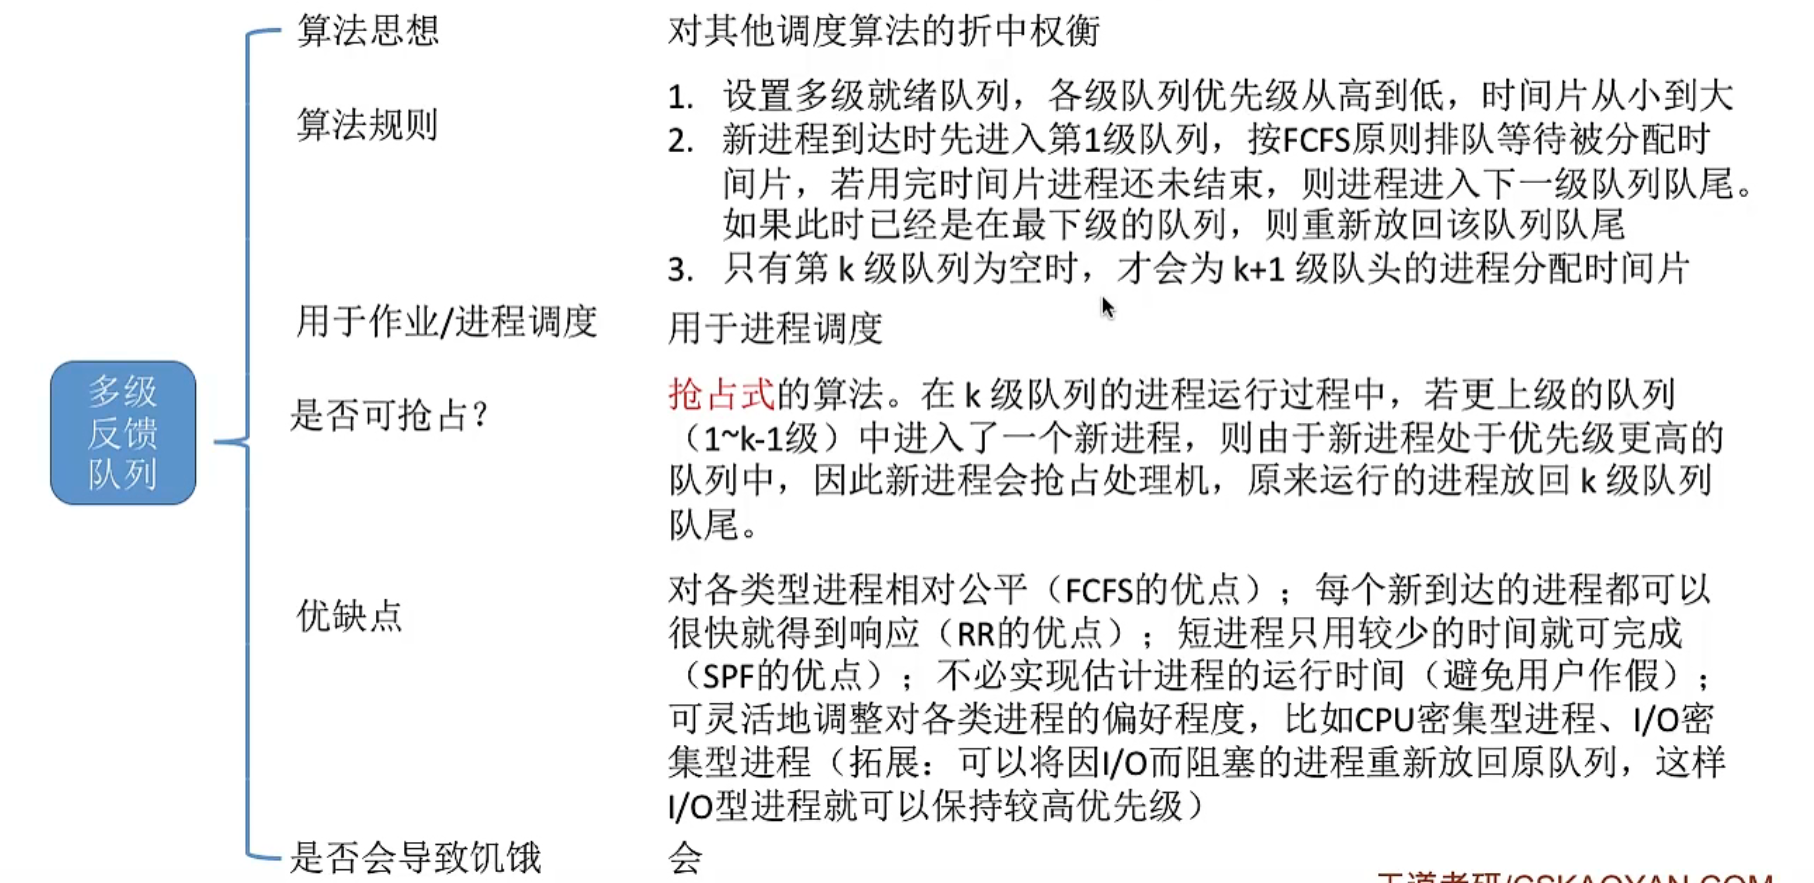 算法思想
对其他调度算法的折中权衡
算法规则
1. 设置多级就绪队列，各级队列优先级从高到低，时间片从小到大
2. 新进程到达时先进入第1级队列，按FCFS原则排队等待被分配时
间片，若用完时间片进程还未结束，则进程进入下一级队列队尾。
如果此时已经是在最下级的队列，则重新放回该队列队尾
3. 只有第 k 级队列为空时，才会为 k+1 级队头的进程分配时间片
用于作业/进程调度
用于进程调度
多级
反馈
队列
是否可抢占？
抢占式的算法。在 k 级队列的进程运行过程中，若更上级的队列
（1~k-1级）中进入了一个新进程，则由于新进程处于优先级更高的
队列中，因此新进程会抢占处理机，原来运行的进程放回 k 级队列
队尾。
优缺点
对各类型进程相对公平（FCFS的优点）；每个新到达的进程都可以
很快就得到响应（RR的优点）；短进程只用较少的时间就可完成
（SPF的优点）；不必实现估计进程的运行时间（避免用户作假）；
可灵活地调整对各类进程的偏好程度，比如CPU密集型进程、I/O密
集型进程（拓展：可以将因I/O而阻塞的进程重新放回原队列，这样
I/O型进程就可以保持较高优先级）
是否会导致饥饿
会
王道考研/CSKAOYAN.COM